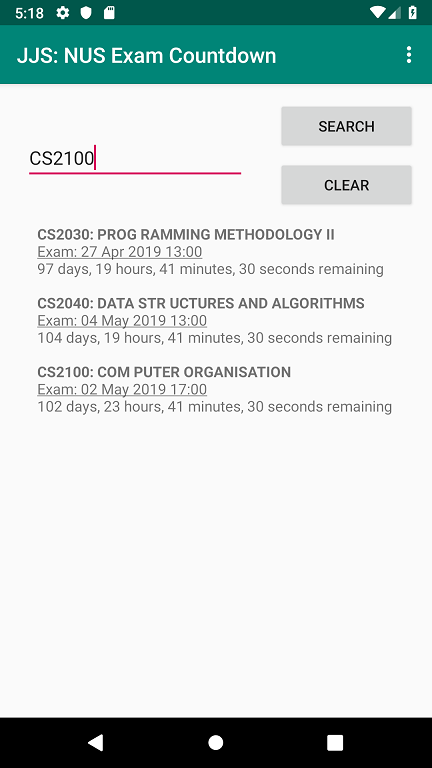 5:18
JJS: NUS Exam Countdown
SEARCH
CS2100
CLEAR
CS2030: PROG RAMMING METHODOLOGY II
Exam: 27 Apr 2019 13:00
97 days, 19 hours, 41 minutes, 30 seconds remaining
CS2040: DATA STR UCTURES AND ALGORITHMS
Exam: 04 May 2019 13:00
104 days, 19 hours, 41 minutes, 30 seconds remaining
CS2100: COM PUTER ORGANISATION
Exam: 02 May 2019 17:00
102 days, 23 hours, 41 minutes, 30 seconds remaining